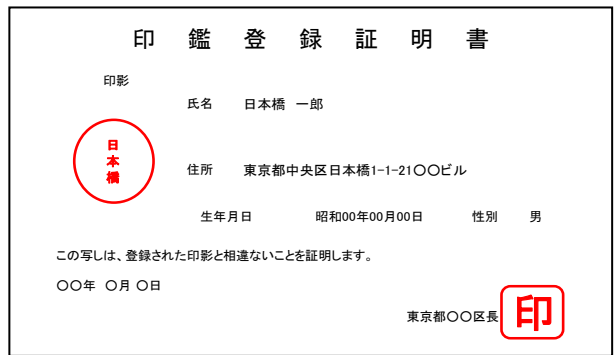 印鑑登録証明書
印影
氏名 日本橋 一郎
日本橋
住所 東京都中央区日本橋1-1-21〇〇ビル
生年月日 昭和00年00月00日 性別 男
この写しは、登録された印影と相違ないことを証明します。
〇〇年 〇月 〇日
東京都〇〇区長 印